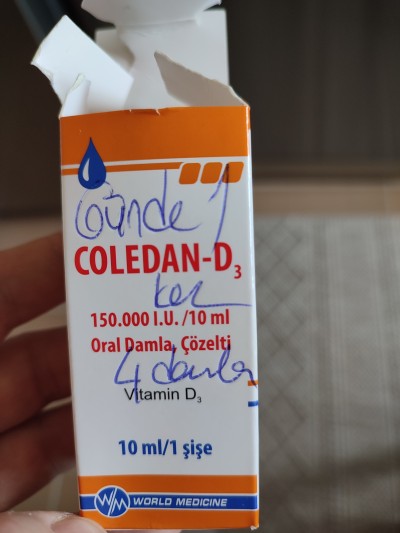 Günde 1
COLEDAN-D3
kez
150.000 I.U./10 ml
Oral Damla, Çözelti
4 damla
Vitamin D3
10 ml/1 şişe
WM WORLD MEDICINE